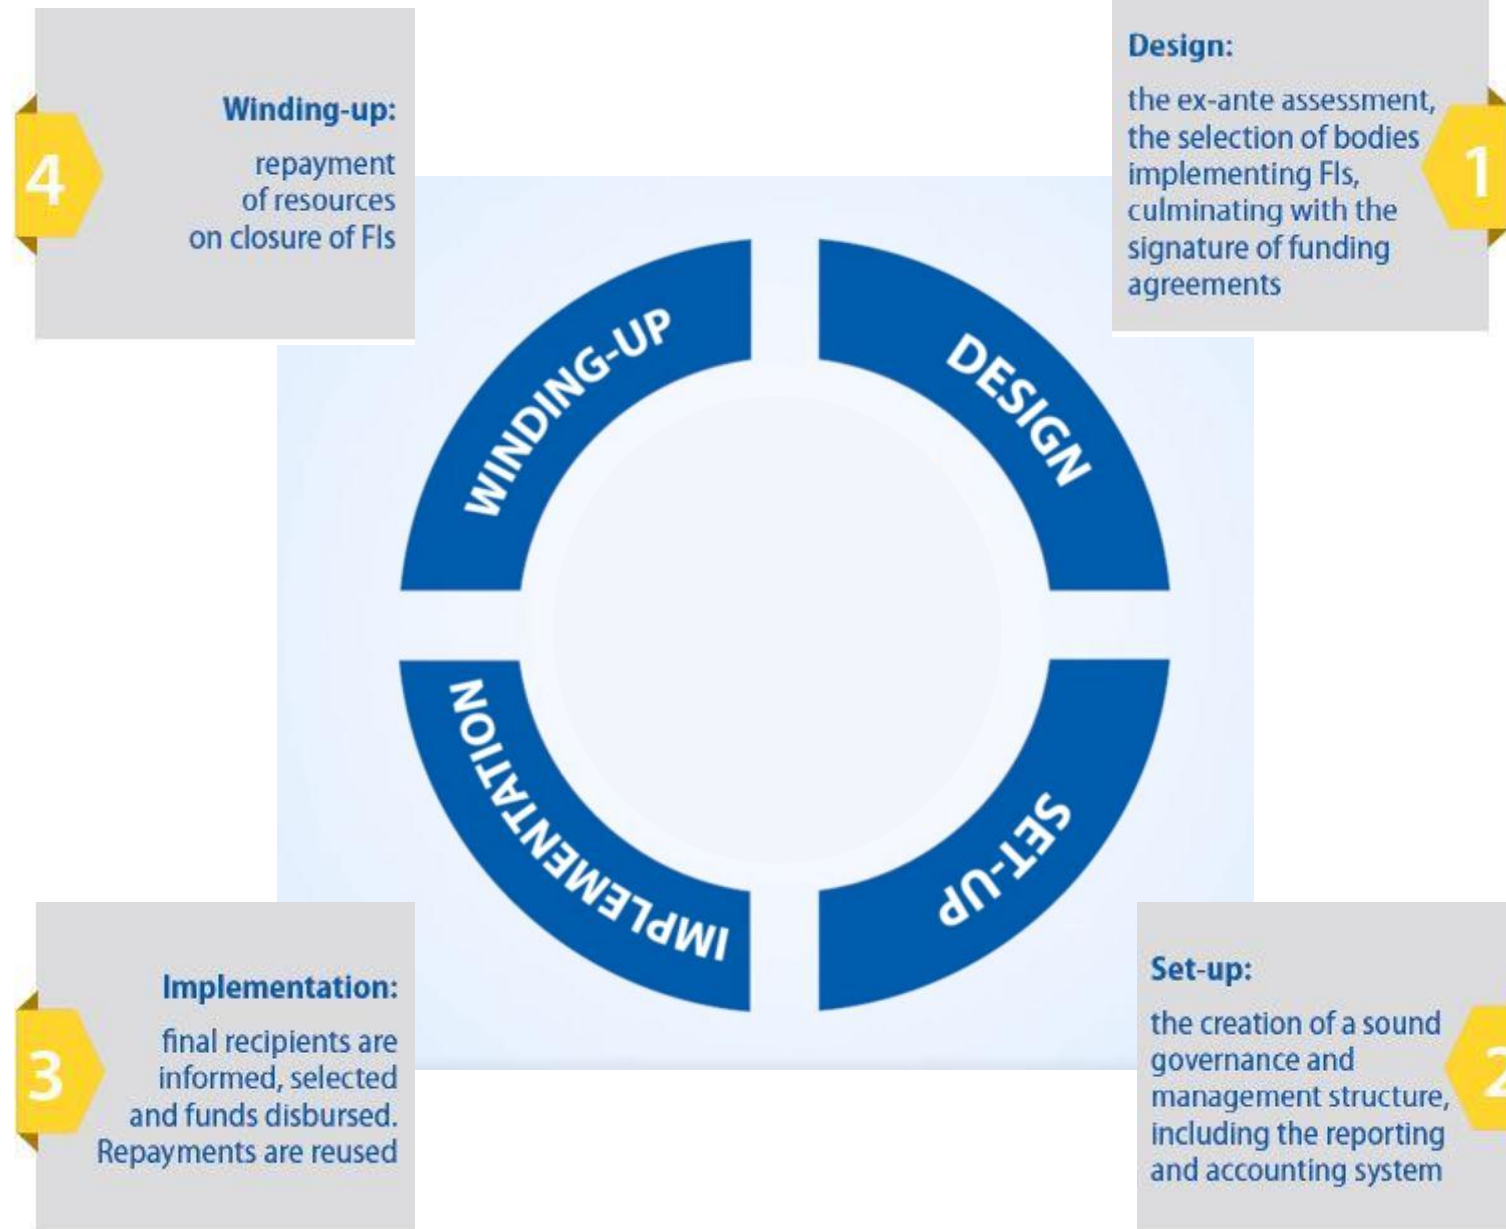 Design:
the ex-ante assessment,
the selection of bodies
implementing FIs,
culminating with the
signature of funding
agreements
1
Set-up:
the creation of a sound
governance and
management structure,
including the reporting
and accounting system
2
Implementation:
final recipients are
informed, selected
and funds disbursed.
Repayments are reused
3
Winding-up:
repayment
of resources
on closure of FIs
4
DESIGN
SET-UP
IMPLEMENTATION
WINDING-UP